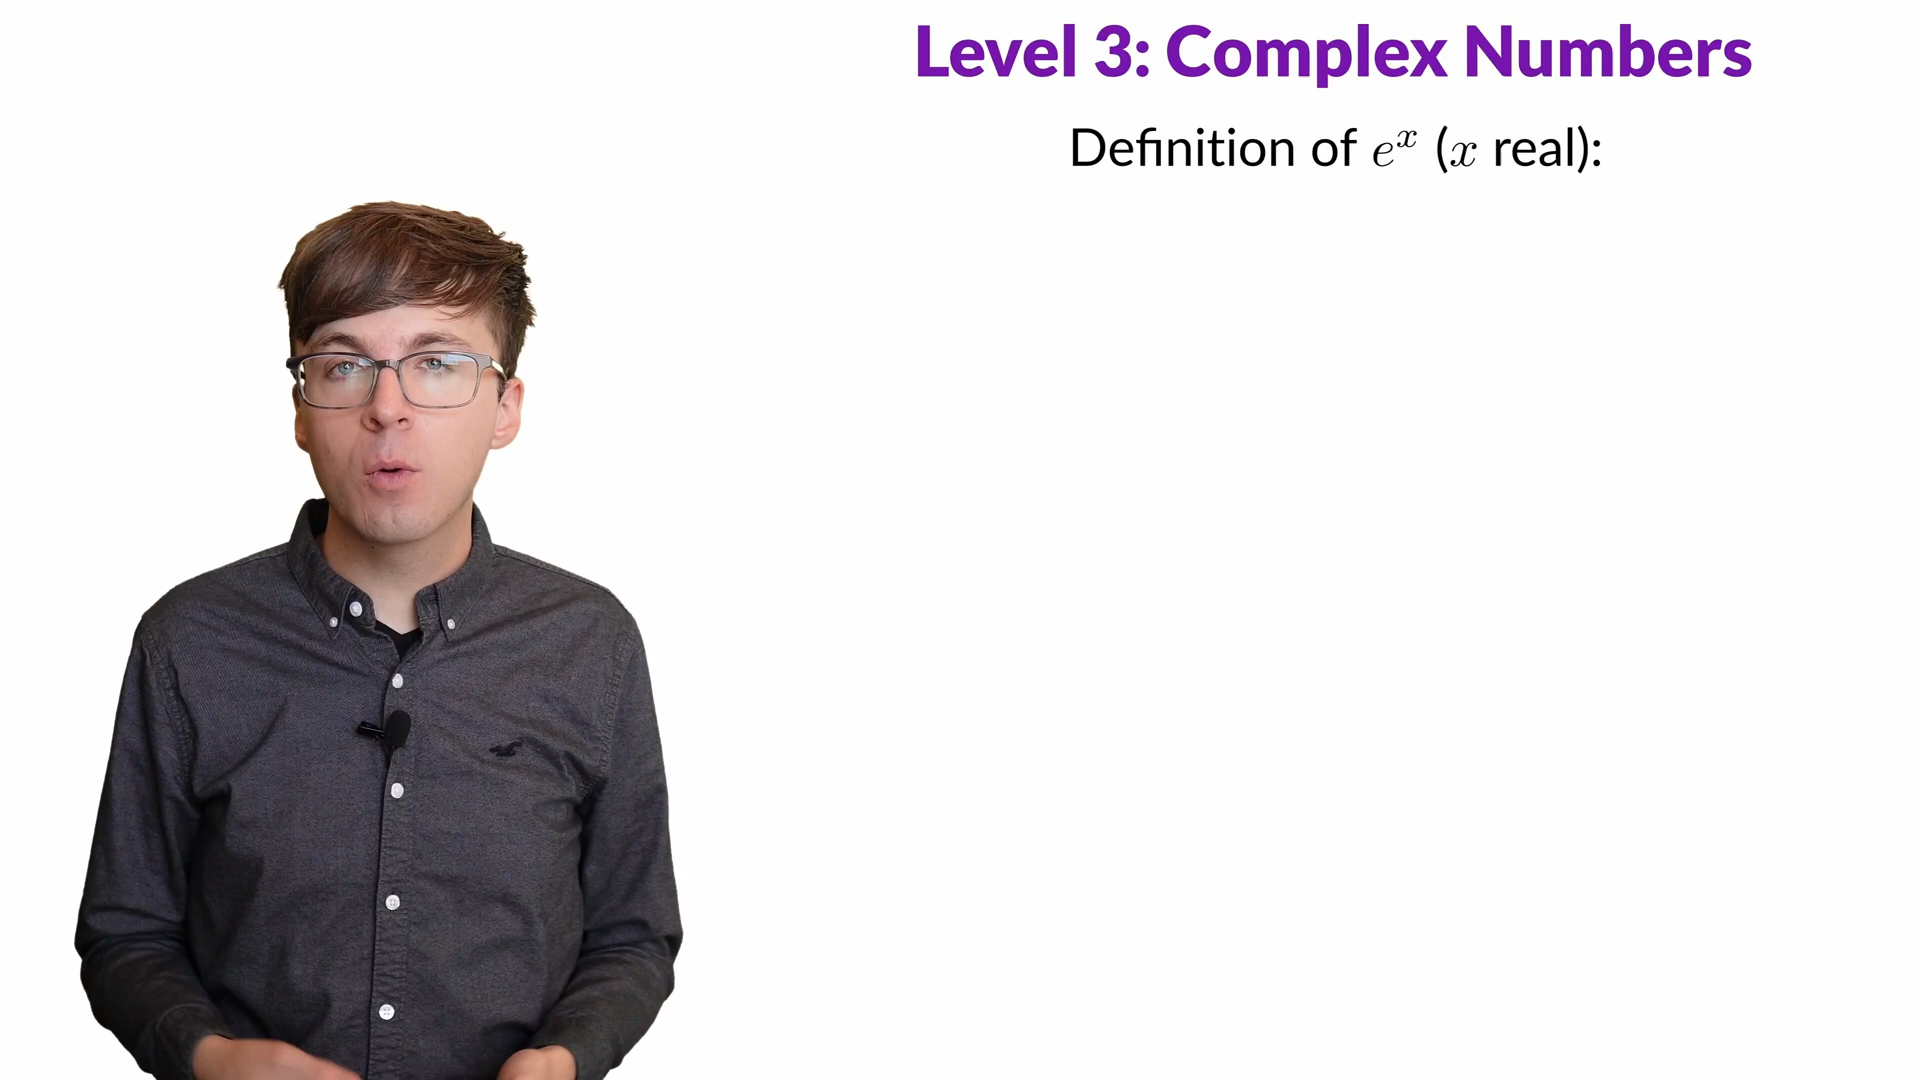 Level 3: Complex Numbers
Definition of $e^x$ ($x$ real):